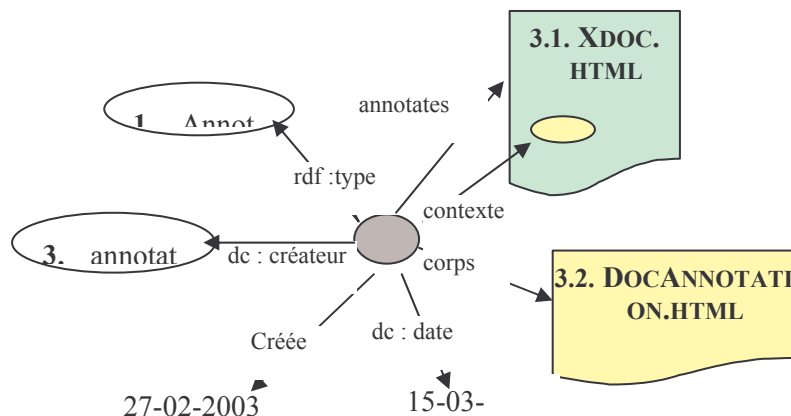 3.1. XDOC.
HTML
annotates
1. Annot
rdf :type
contexte
3. annotat
dc : créateur
corps
3.2. DOCANNOTATI
ON.HTML
Créée
dc : date
27-02-2003
15-03-